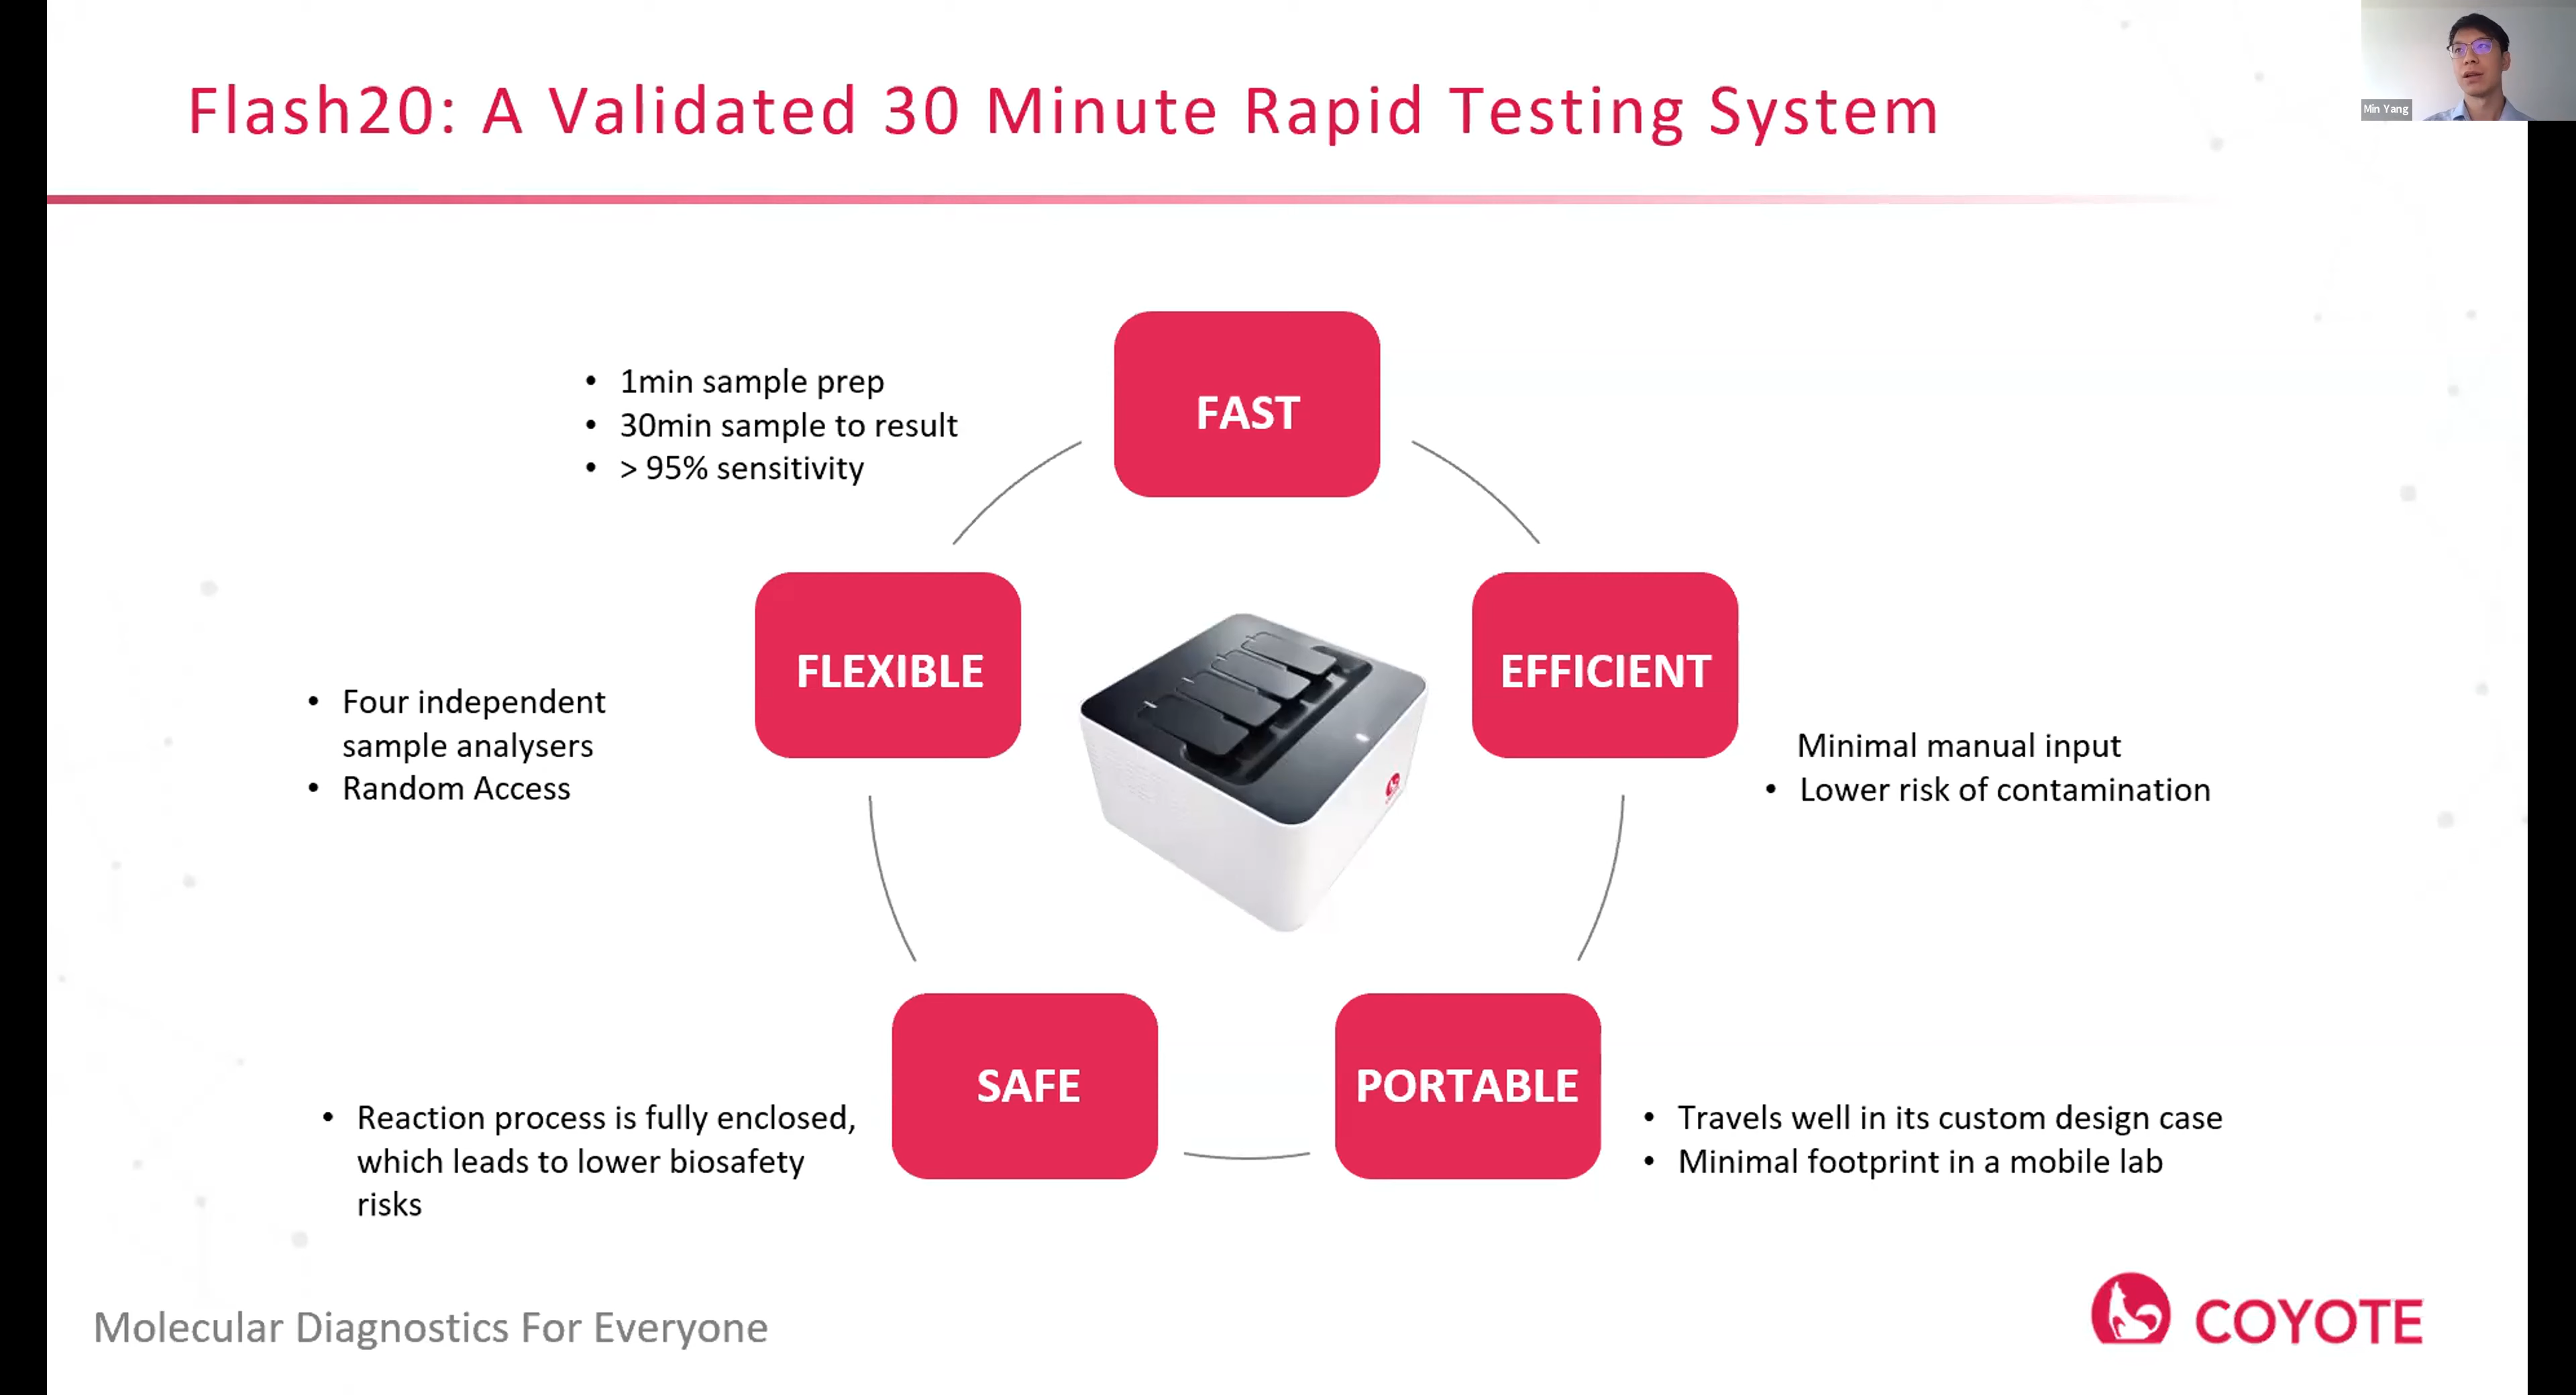 Flash20: A Validated 30 Minute Rapid Testing System
Min Yang
FAST
• 1min sample prep
• 30min sample to result
• > 95% sensitivity
FLEXIBLE
EFFICIENT
• Four independent
sample analysers
• Random Access
Minimal manual input
• Lower risk of contamination
SAFE
PORTABLE
• Reaction process is fully enclosed,
which leads to lower biosafety
risks
• Travels well in its custom design case
• Minimal footprint in a mobile lab
Molecular Diagnostics For Everyone
COYOTE